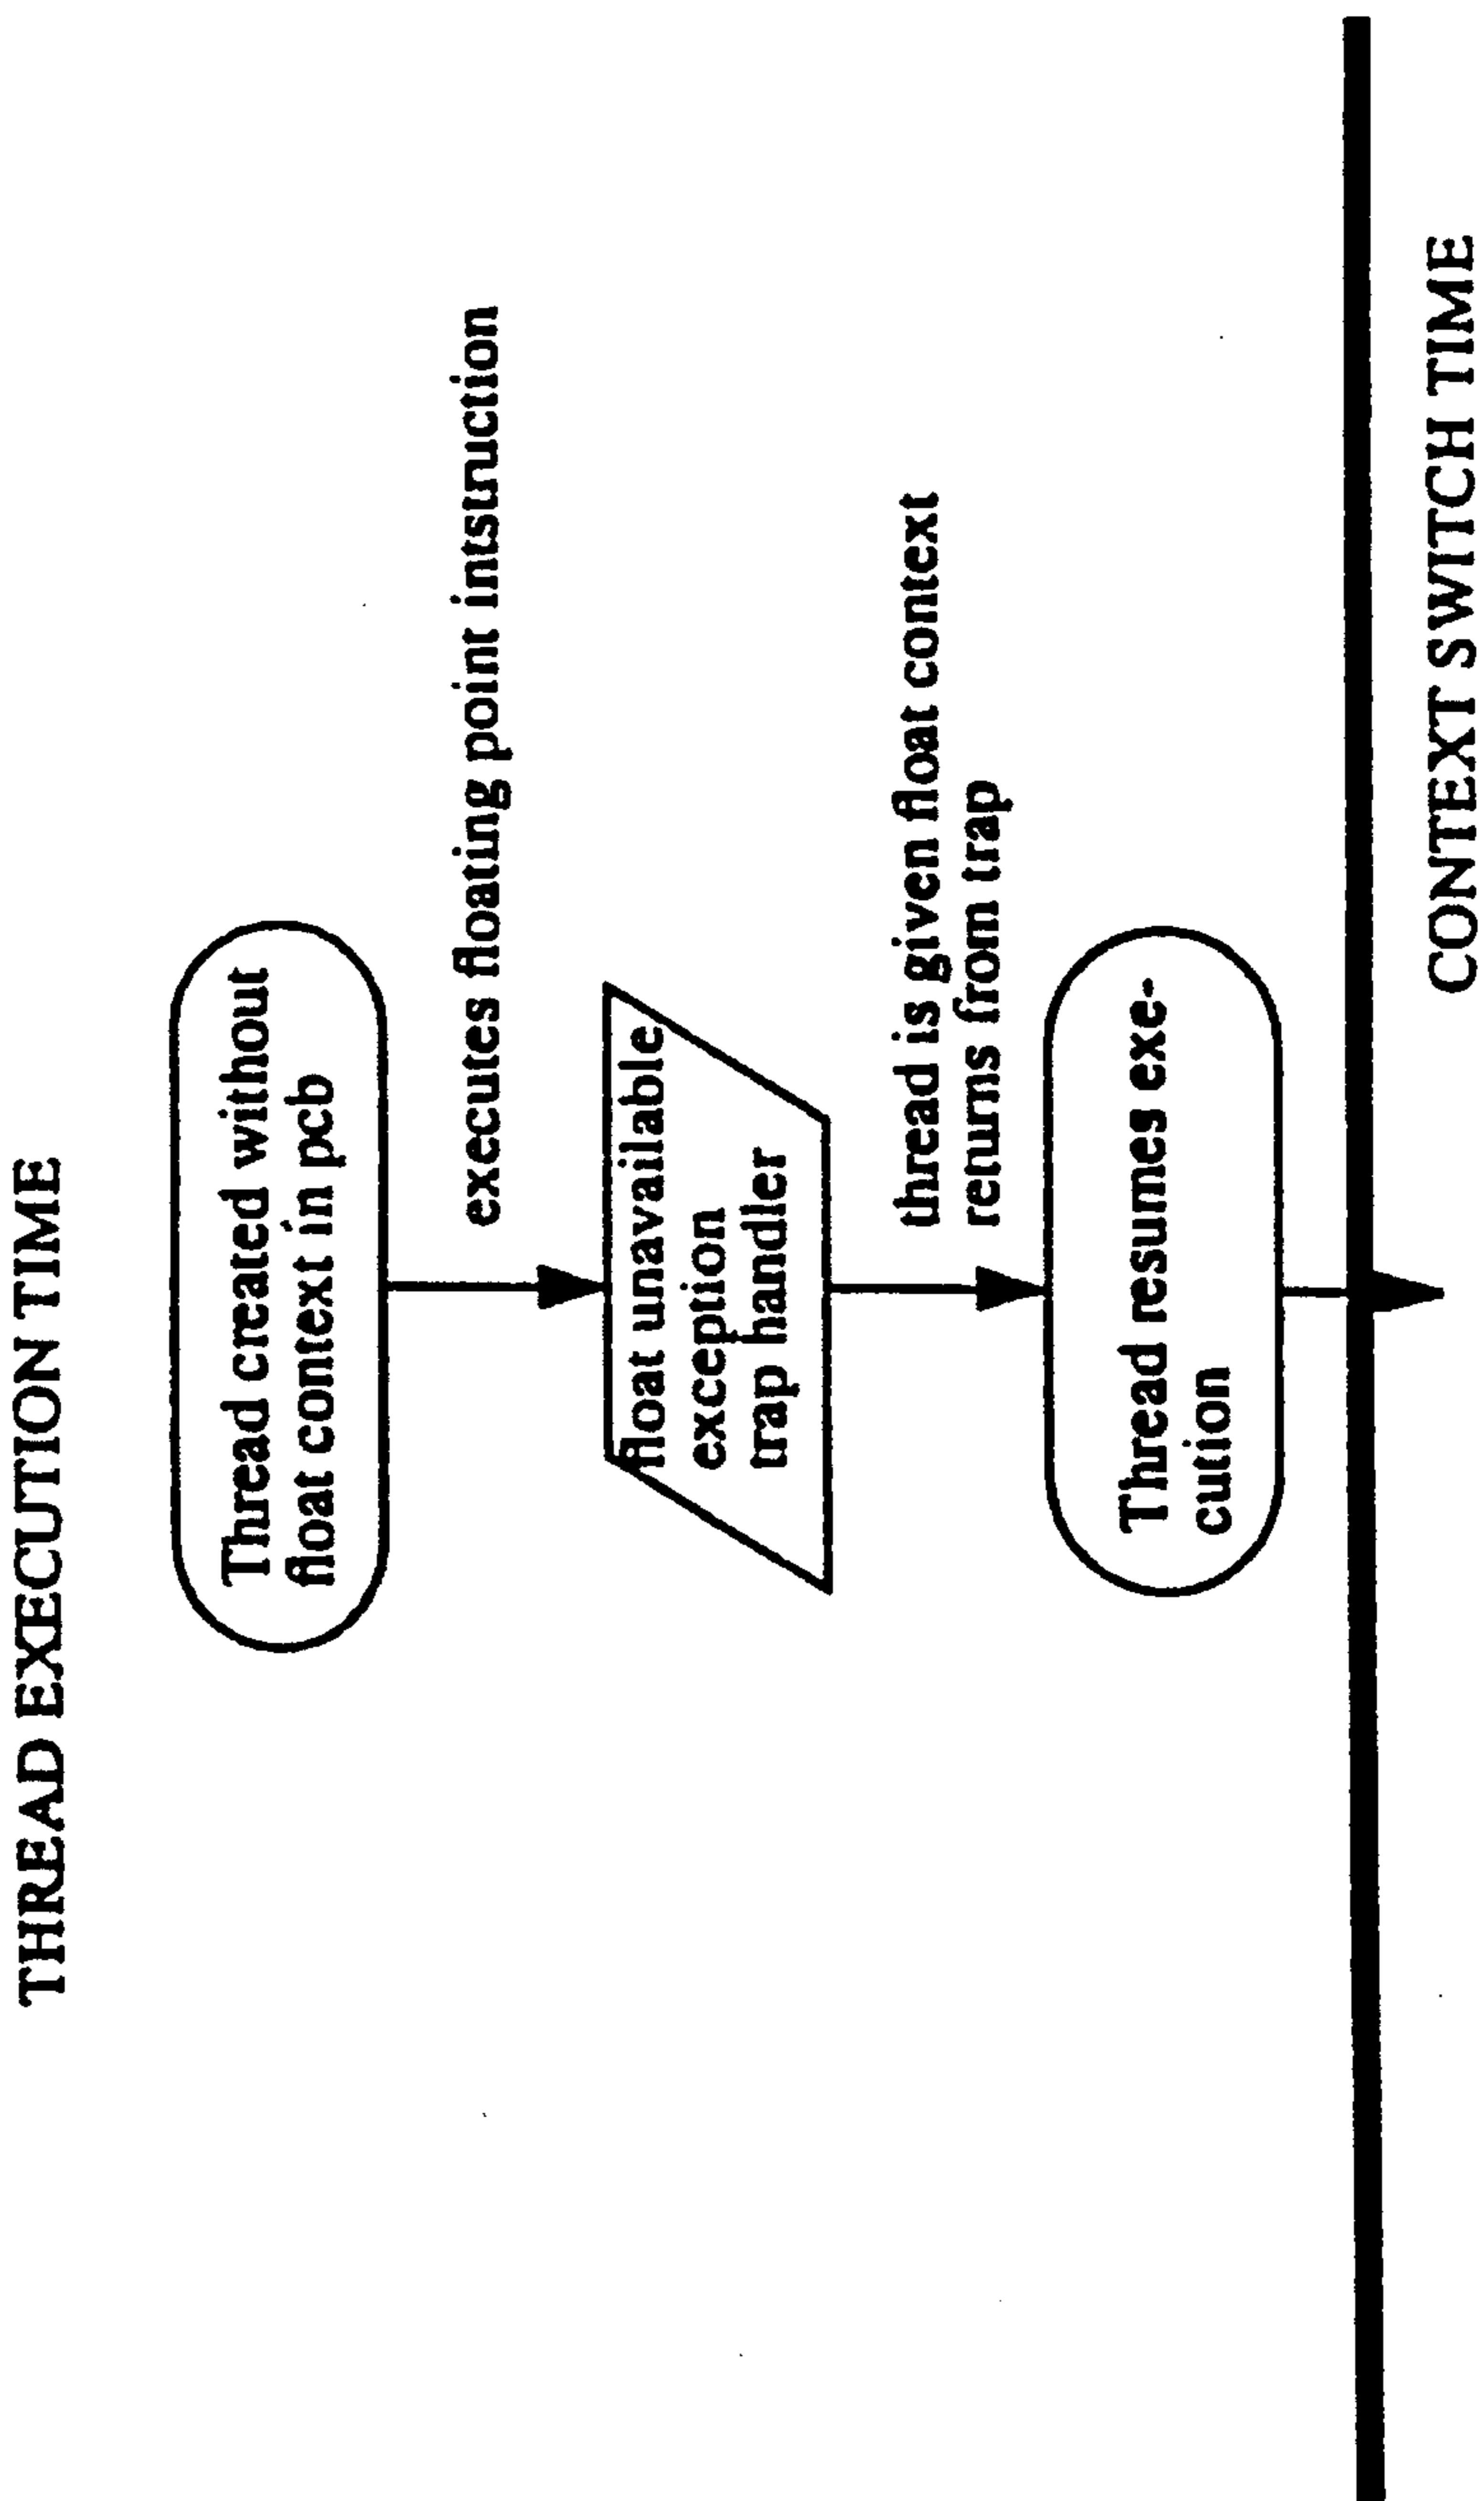 THREAD EXECUTION TIME
Thread created without
float context in pcb
executes floating point instruction
float unavailable
exception
trap handler
thread is given float context
returns from trap
Thread resumes exe-
cution
CONTEXT SWITCH TIME